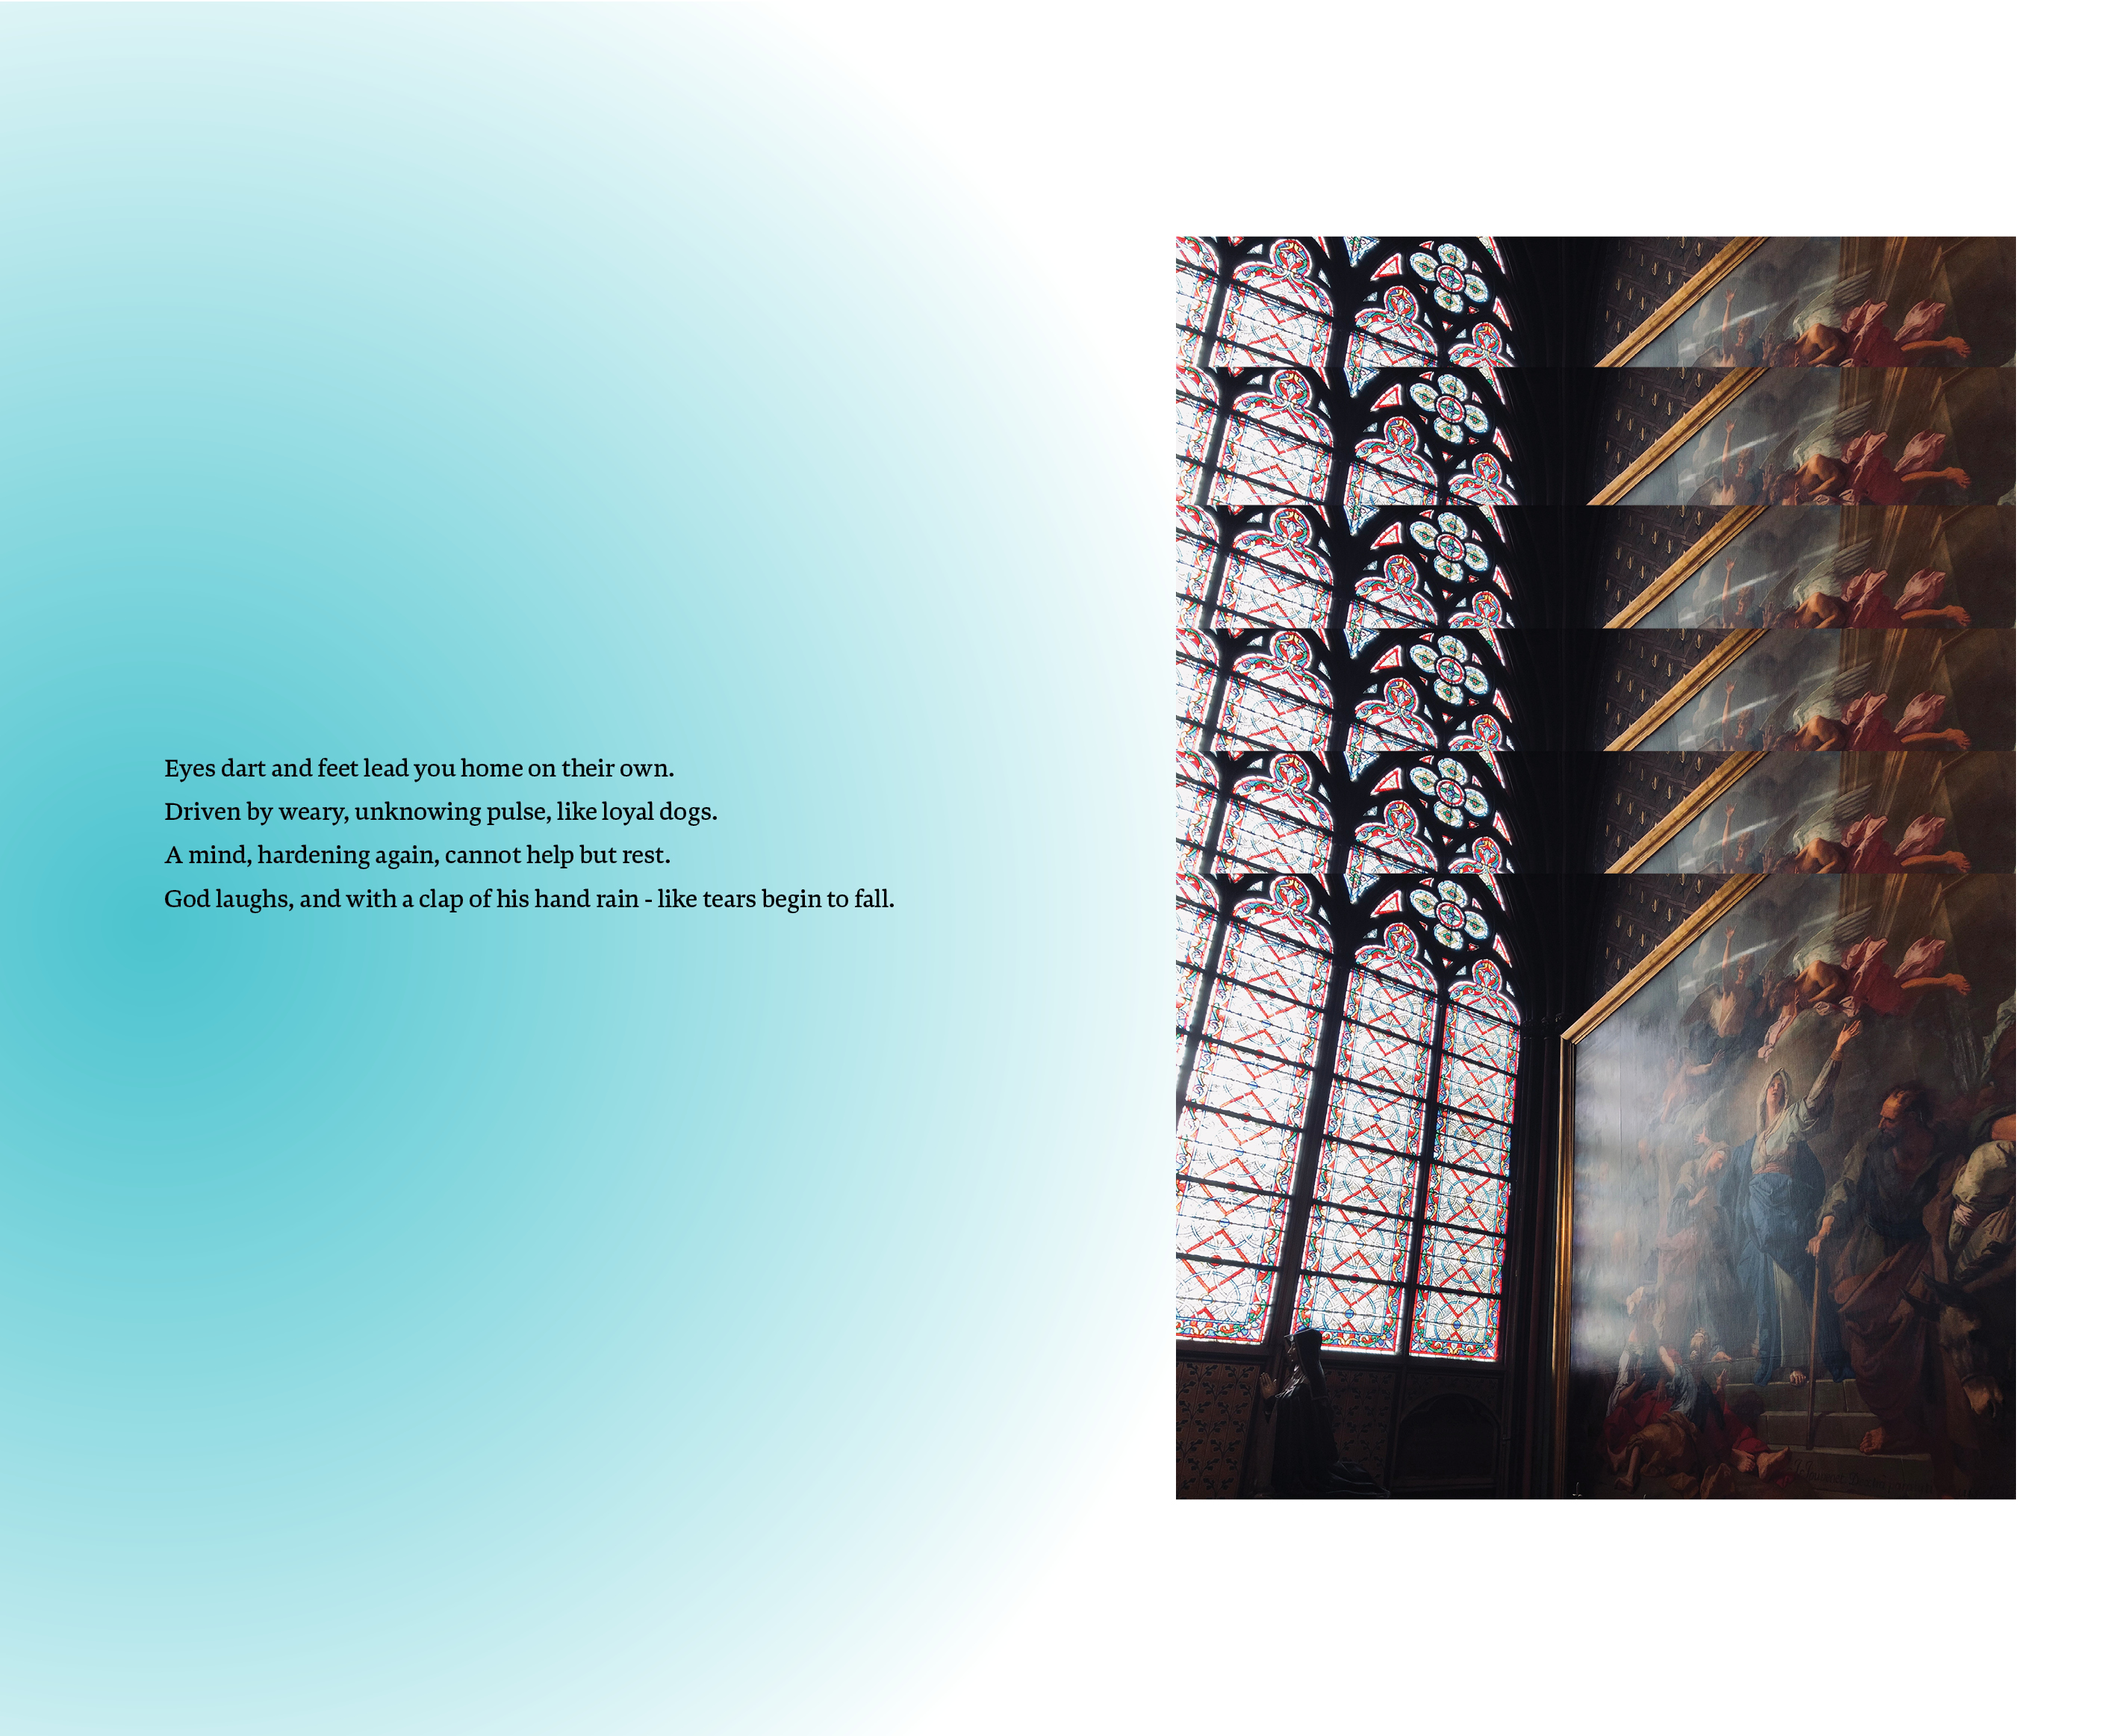 Eyes dart and feet lead you home on their own.
Driven by weary, unknowing pulse, like loyal dogs.
A mind, hardening again, cannot help but rest.
God laughs, and with a clap of his hand rain - like tears begin to fall.